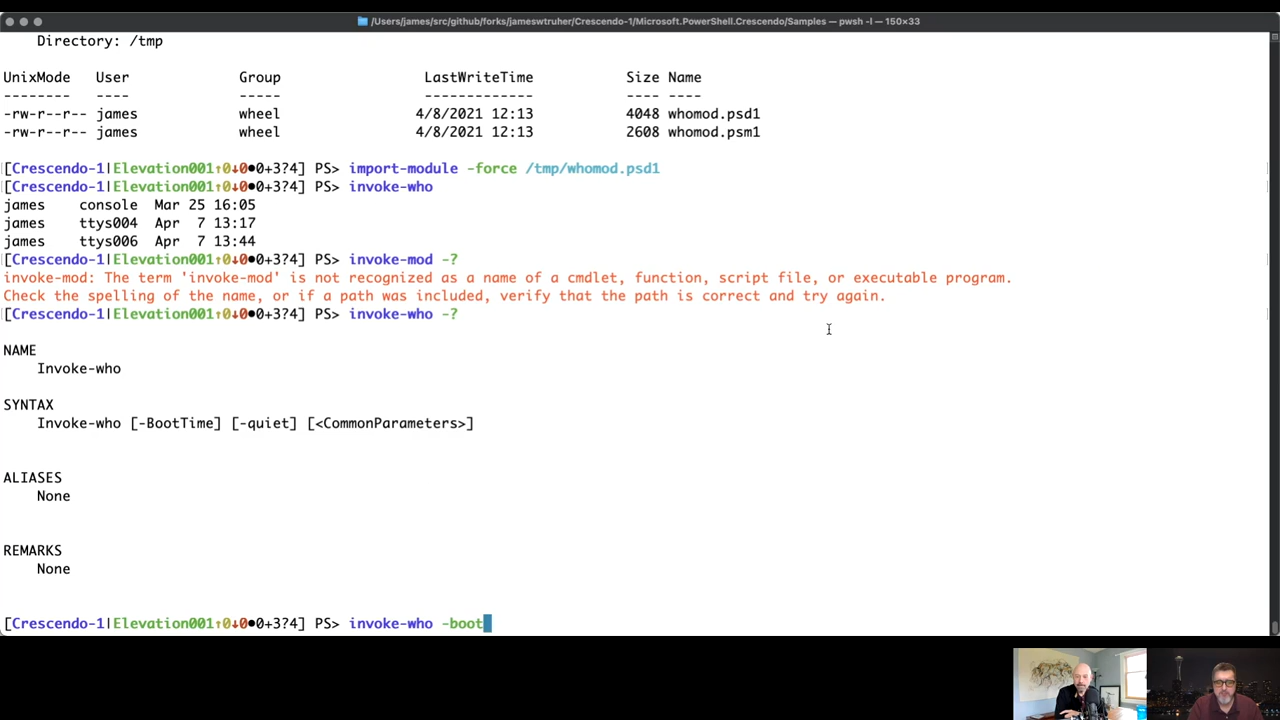 /Users/james/src/github/forks/jameswtruher/Crescendo-1/Microsoft.PowerShell.Crescendo/Samples — pwsh -l — 150×33
Directory: /tmp
UnixMode User Group LastWriteTime Size Name
-------- ---- ----- ------------- ---- ----
-rw-r--r-- james wheel 4/8/2021 12:13 4048 whomod.psd1
-rw-r--r-- james wheel 4/8/2021 12:13 2608 whomod.psm1
[Crescendo-1|Elevation001↑0↓0●0+3?4] PS> import-module -force /tmp/whomod.psd1
[Crescendo-1|Elevation001↑0↓0●0+3?4] PS> invoke-who
james console Mar 25 16:05
james ttys004 Apr 7 13:17
james ttys006 Apr 7 13:44
[Crescendo-1|Elevation001↑0↓0●0+3?4] PS> invoke-mod -?
invoke-mod: The term 'invoke-mod' is not recognized as a name of a cmdlet, function, script file, or executable program.
Check the spelling of the name, or if a path was included, verify that the path is correct and try again.
[Crescendo-1|Elevation001↑0↓0●0+3?4] PS> invoke-who -?
NAME
Invoke-who
SYNTAX
Invoke-who [-BootTime] [-quiet] [<CommonParameters>]
ALIASES
None
REMARKS
None
[Crescendo-1|Elevation001↑0↓0●0+3?4] PS> invoke-who -boot